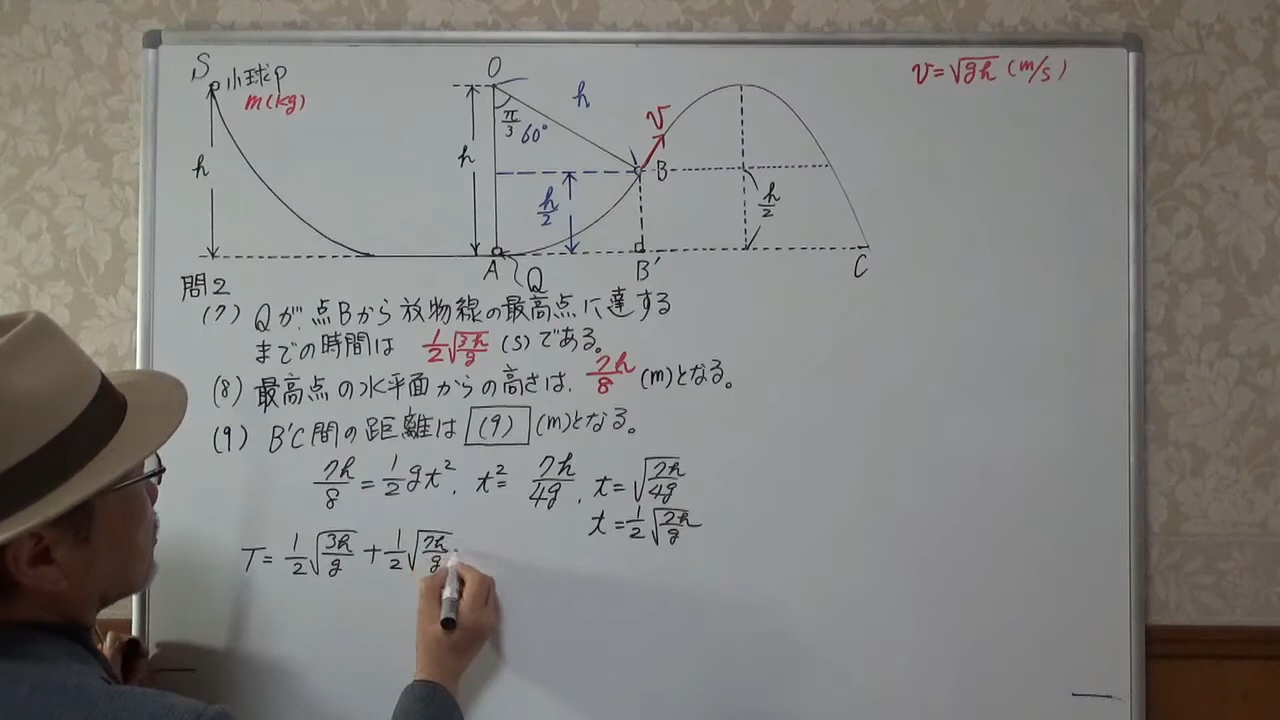 S 小球P m(kg)
h
O
π/3 60°
h
h
h/2
v
B
h/2
A Q B′ C
v=√gh (m/s)
問2
(7) Qが点Bから放物線の最高点に達する
までの時間は 1/2√3h/g (s)である。
(8) 最高点の水平面からの高さは、7h/8 (m)となる。
(9) B′C間の距離は (9) (m)となる。
7h/8 = 1/2 gt², t² = 7h/4g, t = √7h/4g
t = 1/2 √7h/g
T = 1/2 √3h/g + 1/2 √7h/g